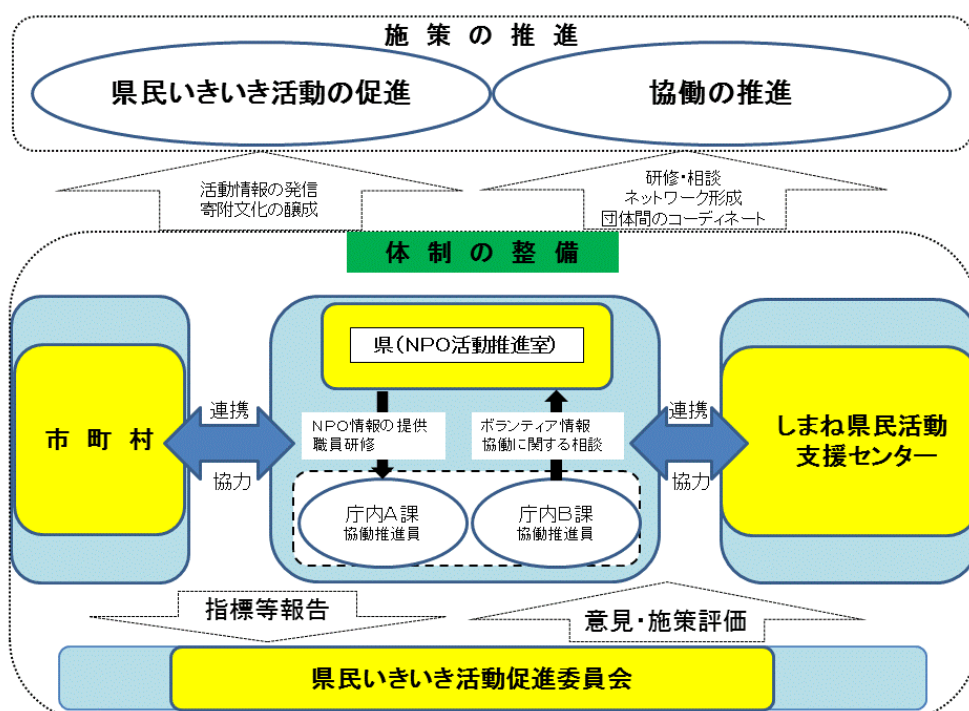 施策の推進
県民いきいき活動の促進
協働の推進
活動情報の発信
寄附文化の醸成
研修・相談
ネットワーク形成
団体間のコーディネート
体制の整備
市町村
連携
協力
県(NPO活動推進室)
NPO情報の提供
職員研修
ボランティア情報
協働に関する相談
庁内A課
協働推進員
庁内B課
協働推進員
連携
協力
しまね県民活動
支援センター
指標等報告
意見・施策評価
県民いきいき活動促進委員会